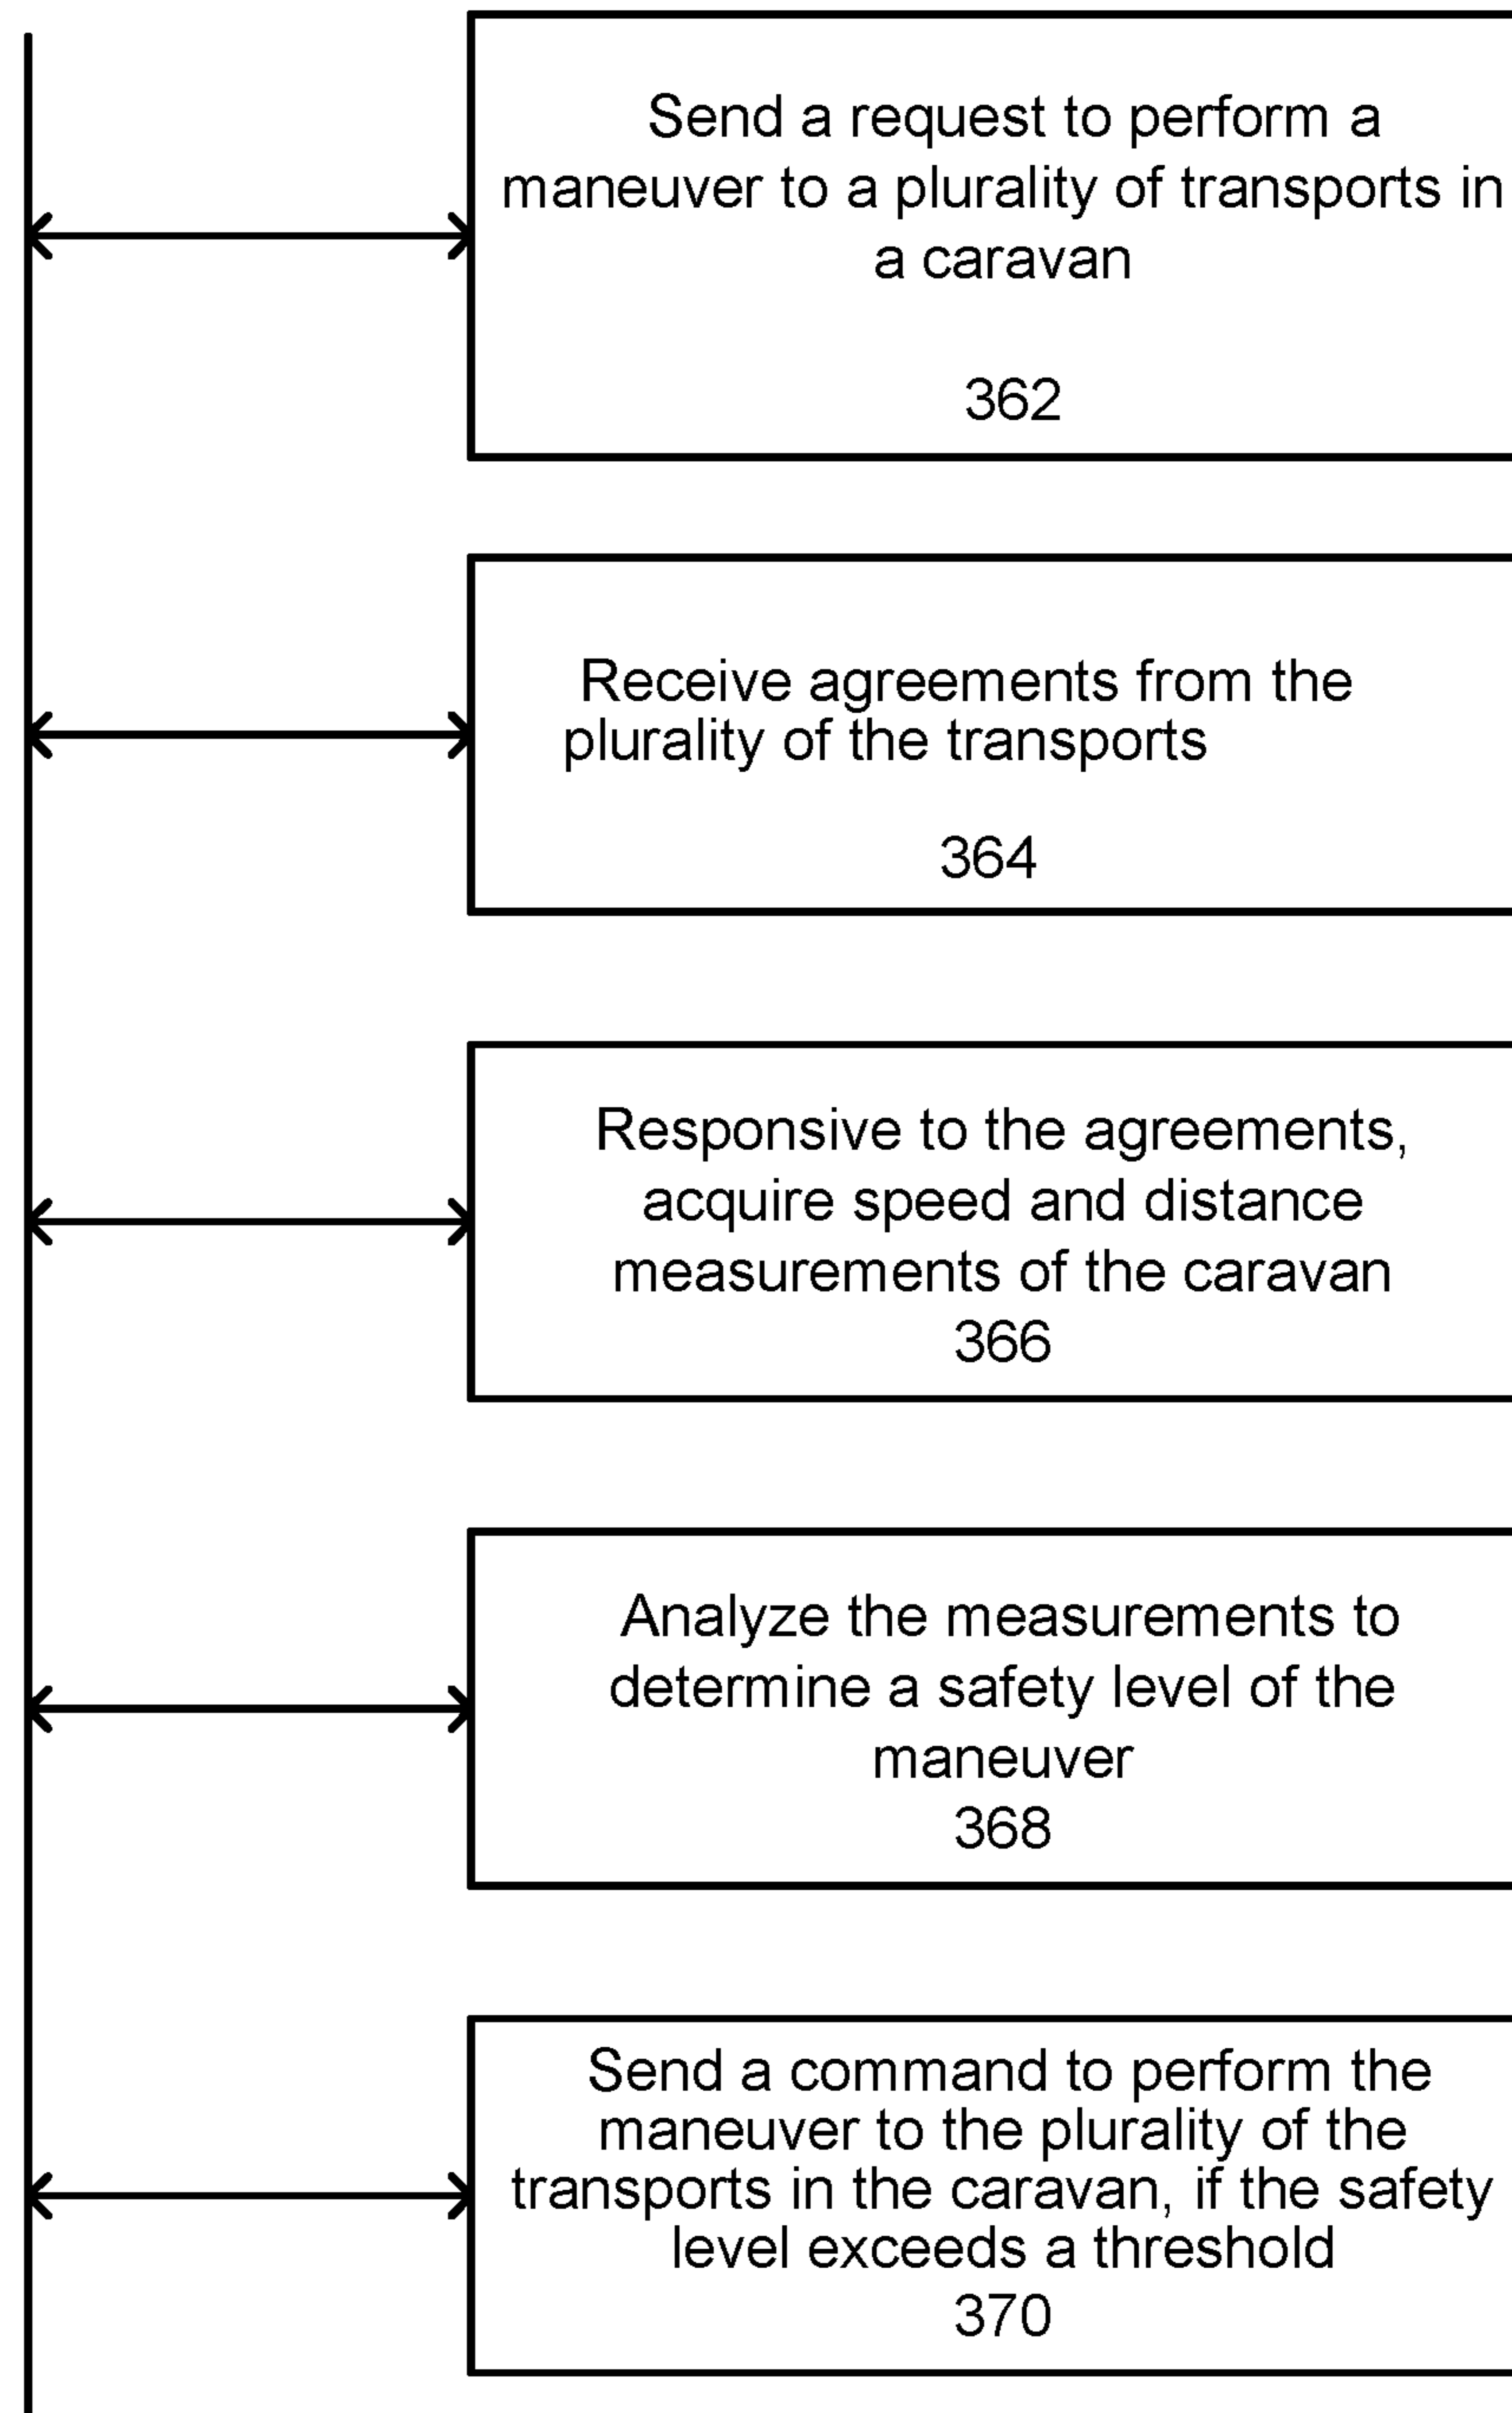 Send a request to perform a
maneuver to a plurality of transports in
a caravan
362
Receive agreements from the
plurality of the transports
364
Responsive to the agreements,
acquire speed and distance
measurements of the caravan
366
Analyze the measurements to
determine a safety level of the
maneuver
368
Send a command to perform the
maneuver to the plurality of the
transports in the caravan, if the safety
level exceeds a threshold
370